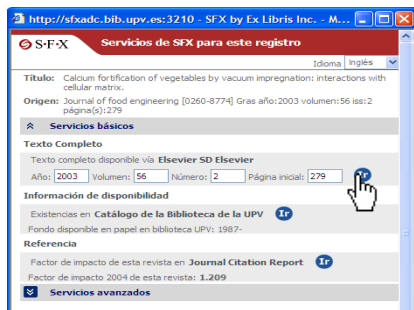 http://sfxadc.bib.upv.es:3210 - SFX by Ex Libris Inc. - M...
S·F·X Servicios de SFX para este registro
Idioma Inglés
Título: Calcium fortification of vegetables by vacuum impregnation: interactions with
cellular matrix.
Origen: Journal of food engineering [0260-8774] Gras año:2003 volumen:56 iss:2
página(s):279
Servicios básicos
Texto Completo
Texto completo disponible vía Elsevier SD Elsevier
Año: 2003 Volumen: 56 Número: 2 Página inicial: 279 Ir
Información de disponibilidad
Existencias en Catálogo de la Biblioteca de la UPV Ir
Fondo disponible en papel en biblioteca UPV: 1987-
Referencia
Factor de impacto de esta revista en Journal Citation Report Ir
Factor de impacto 2004 de esta revista: 1.209
Servicios avanzados